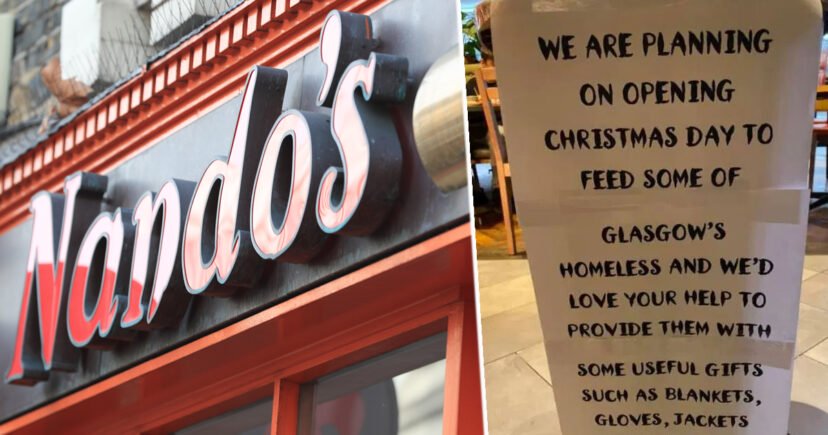 Nando's
WE ARE PLANNING
ON OPENING
CHRISTMAS DAY TO
FEED SOME OF
GLASGOW'S
HOMELESS AND WE'D
LOVE YOUR HELP TO
PROVIDE THEM WITH
SOME USEFUL GIFTS
SUCH AS BLANKETS,
GLOVES, JACKETS